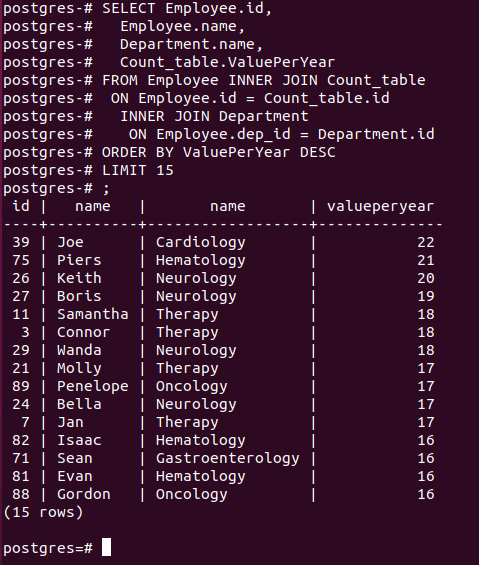 postgres-# SELECT Employee.id,
postgres-#   Employee.name,
postgres-#   Department.name,
postgres-#   Count_table.ValuePerYear
postgres-# FROM Employee INNER JOIN Count_table
postgres-#  ON Employee.id = Count_table.id
postgres-#   INNER JOIN Department
postgres-#    ON Employee.dep_id = Department.id
postgres-# ORDER BY ValuePerYear DESC
postgres-# LIMIT 15
postgres-# ;
 id |   name   |       name       | valueperyear
----+----------+------------------+--------------
 39 | Joe      | Cardiology       |           22
 75 | Piers    | Hematology       |           21
 26 | Keith    | Neurology        |           20
 27 | Boris    | Neurology        |           19
 11 | Samantha | Therapy          |           18
  3 | Connor   | Therapy          |           18
 29 | Wanda    | Neurology        |           18
 21 | Molly    | Therapy          |           17
 89 | Penelope | Oncology         |           17
 24 | Bella    | Neurology        |           17
  7 | Jan      | Therapy          |           17
 82 | Isaac    | Hematology       |           16
 71 | Sean     | Gastroenterology |           16
 81 | Evan     | Hematology       |           16
 88 | Gordon   | Oncology         |           16
(15 rows)
postgres=#